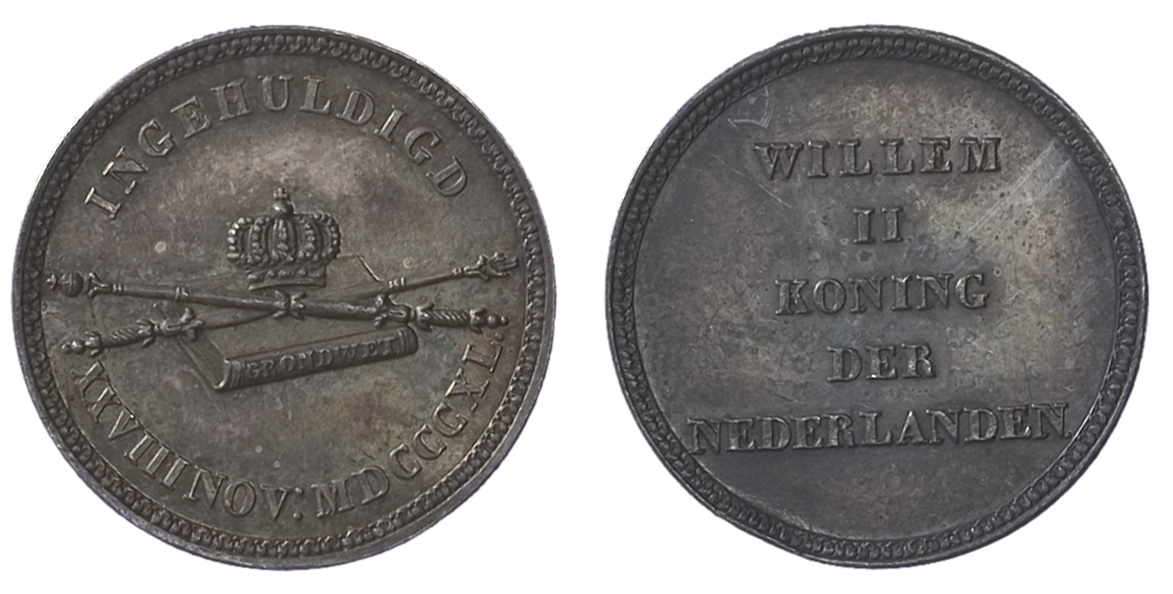 INGEHULDIGD
GRONDWET
XXVIII NOV: MDCCCXL.
WILLEM
II
KONING
DER
NEDERLANDEN